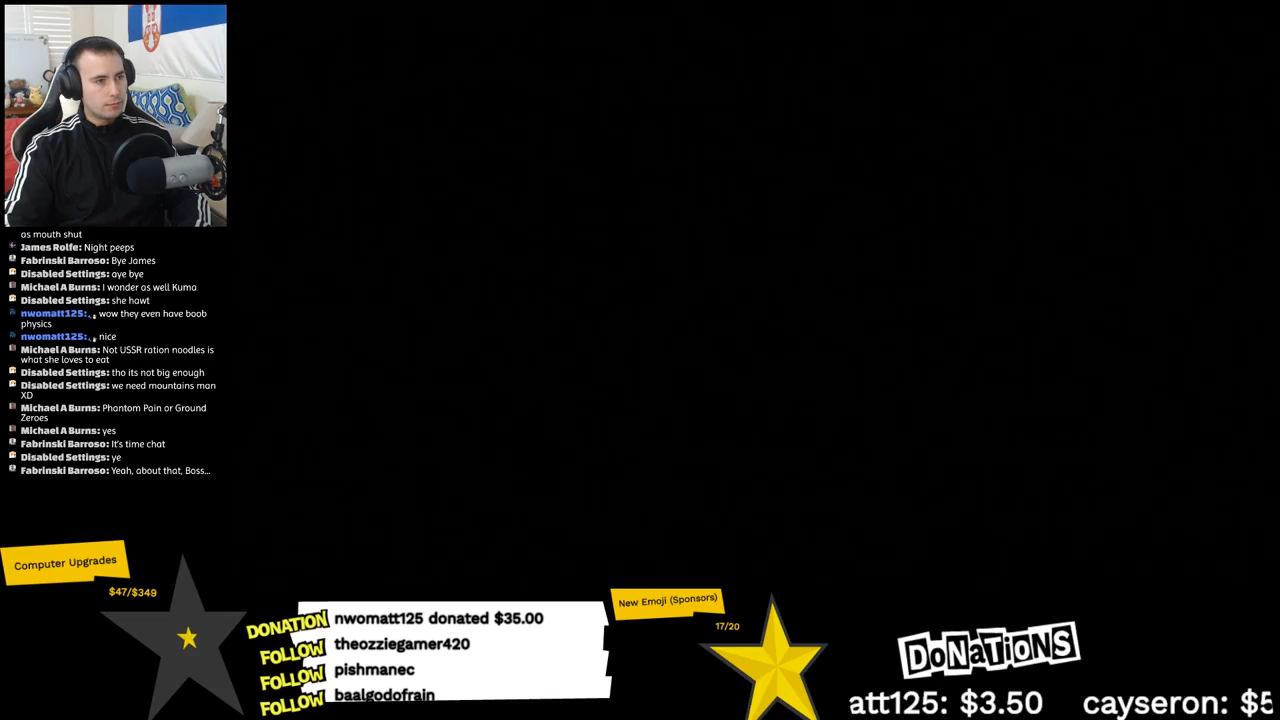 as mouth shut
James Rolfe: Night peeps
Fabrinski Barroso: Bye James
Disabled Settings: aye bye
Michael A Burns: I wonder as well Kuma
Disabled Settings: she hawt
nwomatt125: wow they even have boob
physics
nwomatt125: nice
Michael A Burns: Not USSR ration noodles is
what she loves to eat
Disabled Settings: tho its not big enough
Disabled Settings: we need mountains man
XD
Michael A Burns: Phantom Pain or Ground
Zeroes
Michael A Burns: yes
Fabrinski Barroso: It's time chat
Disabled Settings: ye
Fabrinski Barroso: Yeah, about that, Boss...
Computer Upgrades
$47/$349
DONATION nwomatt125 donated $35.00
FOLLOW theozziegamer420
FOLLOW pishmanec
FOLLOW baalgodofrain
New Emoji (Sponsors)
17/20
DoNaTiONS
att125: $3.50 cayseron: $5